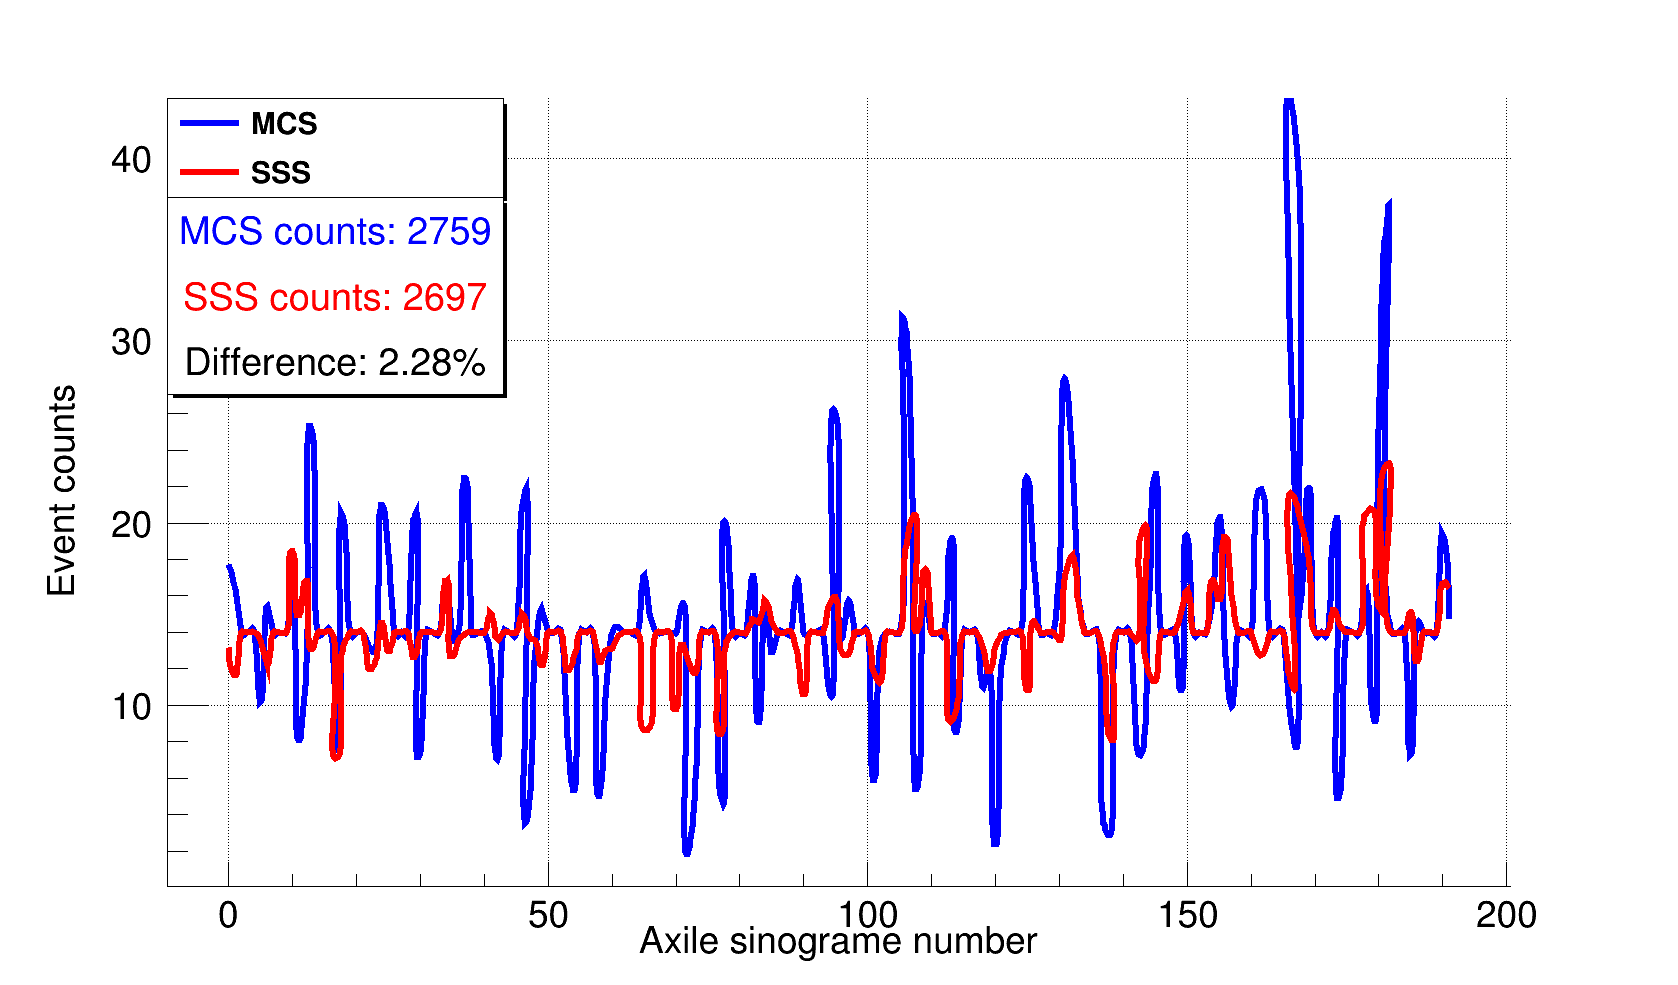 MCS
SSS
MCS counts: 2759
SSS counts: 2697
Difference: 2.28%
40
30
20
10
Event counts
0 50 100 150 200
Axile sinograme number